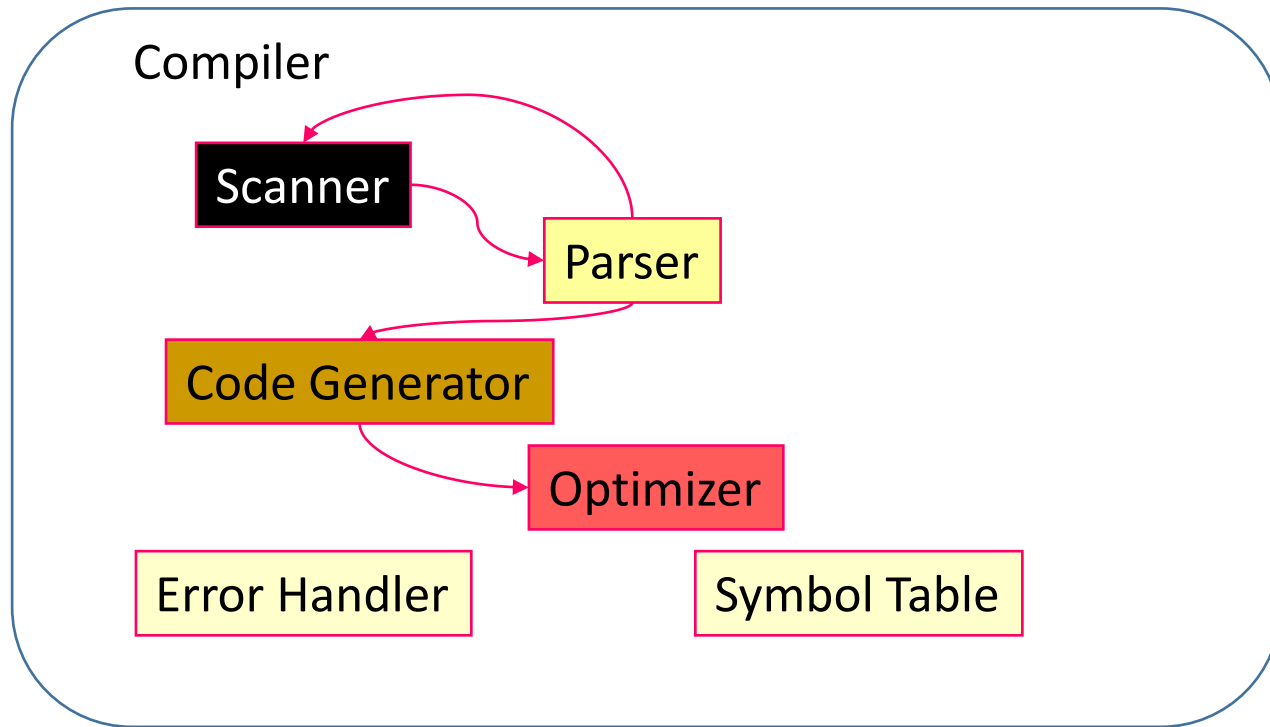 Compiler
Scanner
Parser
Code Generator
Optimizer
Error Handler
Symbol Table